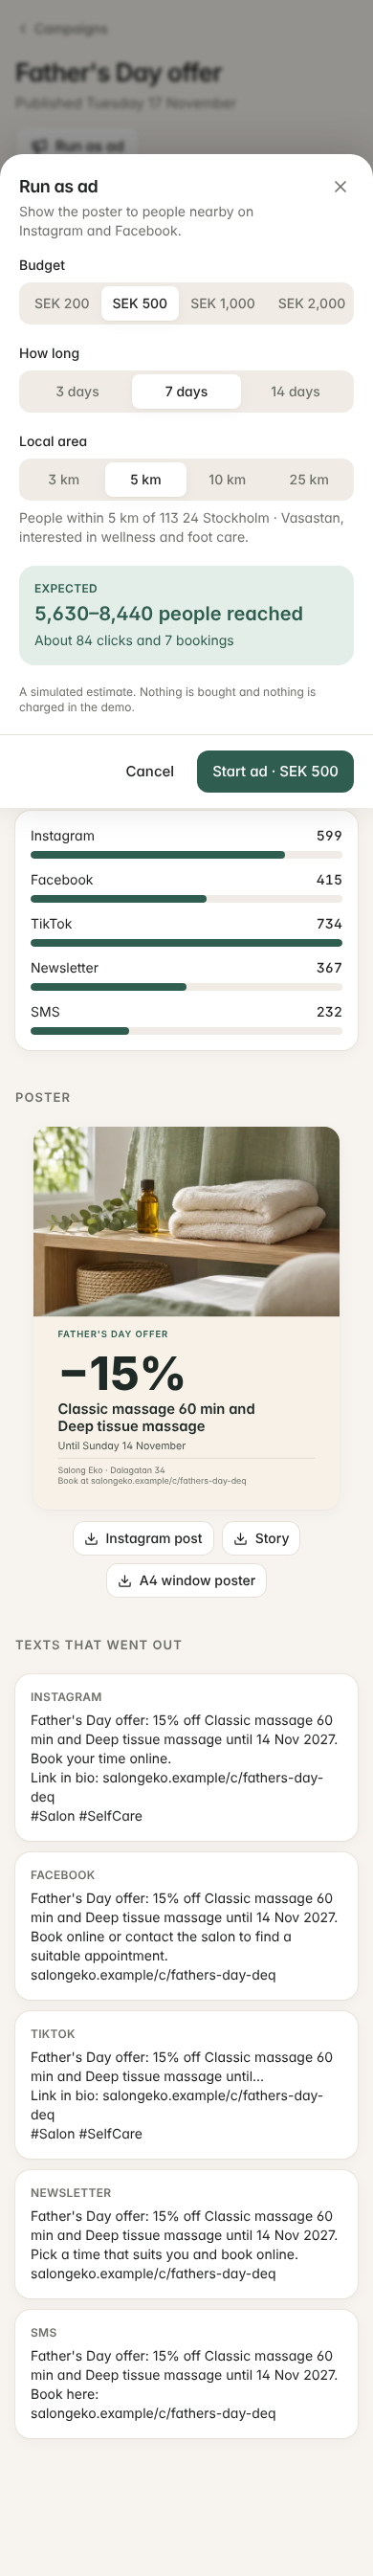 Campaigns
Father's Day offer
Published Tuesday 17 November
Run as ad
Run as ad
Show the poster to people nearby on
Instagram and Facebook.
Budget
SEK 200 SEK 500 SEK 1,000 SEK 2,000
How long
3 days 7 days 14 days
Local area
3 km 5 km 10 km 25 km
People within 5 km of 113 24 Stockholm · Vasastan,
interested in wellness and foot care.
EXPECTED
5,630–8,440 people reached
About 84 clicks and 7 bookings
A simulated estimate. Nothing is bought and nothing is
charged in the demo.
Cancel Start ad · SEK 500
Instagram 599
Facebook 415
TikTok 734
Newsletter 367
SMS 232
POSTER
FATHER'S DAY OFFER
−15%
Classic massage 60 min and
Deep tissue massage
Until Sunday 14 November
Salong Eko · Dalagatan 34
Book at salongeko.example/c/fathers-day-deq
Instagram post Story
A4 window poster
TEXTS THAT WENT OUT
INSTAGRAM
Father's Day offer: 15% off Classic massage 60
min and Deep tissue massage until 14 Nov 2027.
Book your time online.
Link in bio: salongeko.example/c/fathers-day-
deq
#Salon #SelfCare
FACEBOOK
Father's Day offer: 15% off Classic massage 60
min and Deep tissue massage until 14 Nov 2027.
Book online or contact the salon to find a
suitable appointment.
salongeko.example/c/fathers-day-deq
TIKTOK
Father's Day offer: 15% off Classic massage 60
min and Deep tissue massage until...
Link in bio: salongeko.example/c/fathers-day-
deq
#Salon #SelfCare
NEWSLETTER
Father's Day offer: 15% off Classic massage 60
min and Deep tissue massage until 14 Nov 2027.
Pick a time that suits you and book online.
salongeko.example/c/fathers-day-deq
SMS
Father's Day offer: 15% off Classic massage 60
min and Deep tissue massage until 14 Nov 2027.
Book here:
salongeko.example/c/fathers-day-deq